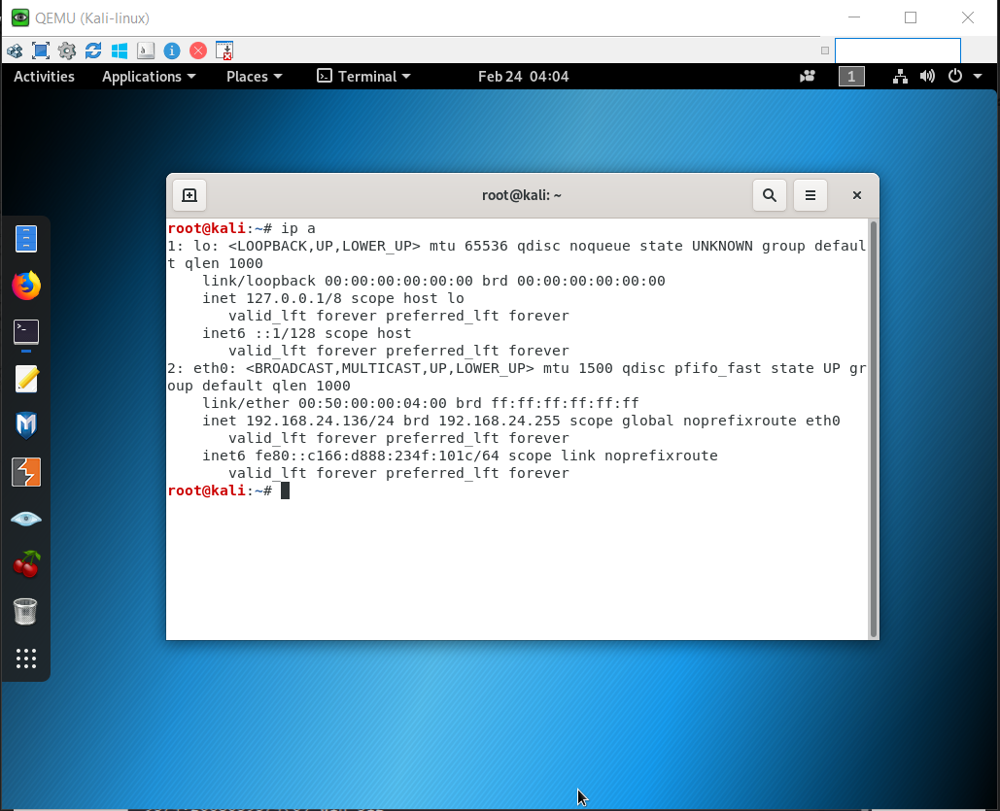 QEMU (Kali-linux)
Activities Applications Places Terminal Feb 24 04:04 1
root@kali: ~
root@kali:~# ip a
1: lo: <LOOPBACK,UP,LOWER_UP> mtu 65536 qdisc noqueue state UNKNOWN group defaul
t qlen 1000
    link/loopback 00:00:00:00:00:00 brd 00:00:00:00:00:00
    inet 127.0.0.1/8 scope host lo
       valid_lft forever preferred_lft forever
    inet6 ::1/128 scope host
       valid_lft forever preferred_lft forever
2: eth0: <BROADCAST,MULTICAST,UP,LOWER_UP> mtu 1500 qdisc pfifo_fast state UP gr
oup default qlen 1000
    link/ether 00:50:00:00:04:00 brd ff:ff:ff:ff:ff:ff
    inet 192.168.24.136/24 brd 192.168.24.255 scope global noprefixroute eth0
       valid_lft forever preferred_lft forever
    inet6 fe80::c166:d888:234f:101c/64 scope link noprefixroute
       valid_lft forever preferred_lft forever
root@kali:~#